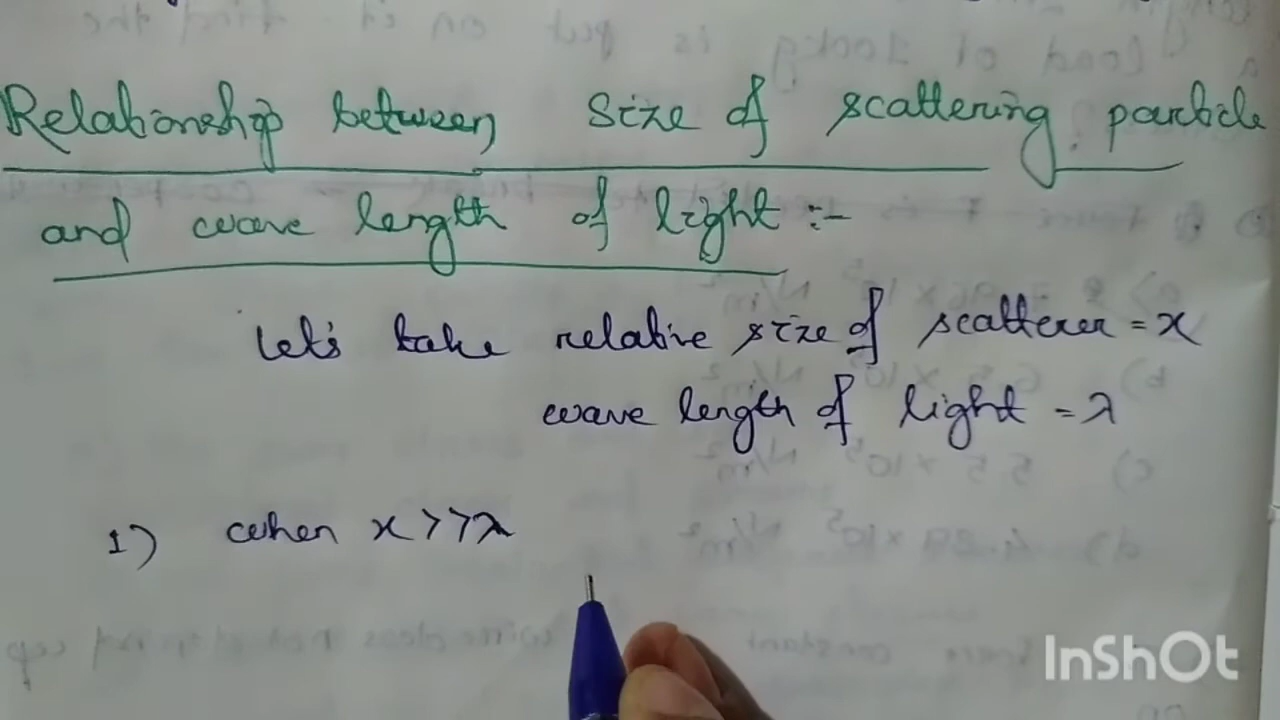 Relationship between size of scattering particle
and wave length of light :-
Let's take relative size of scatterer = x
wave length of light = λ
1) when x >> λ
InShOt